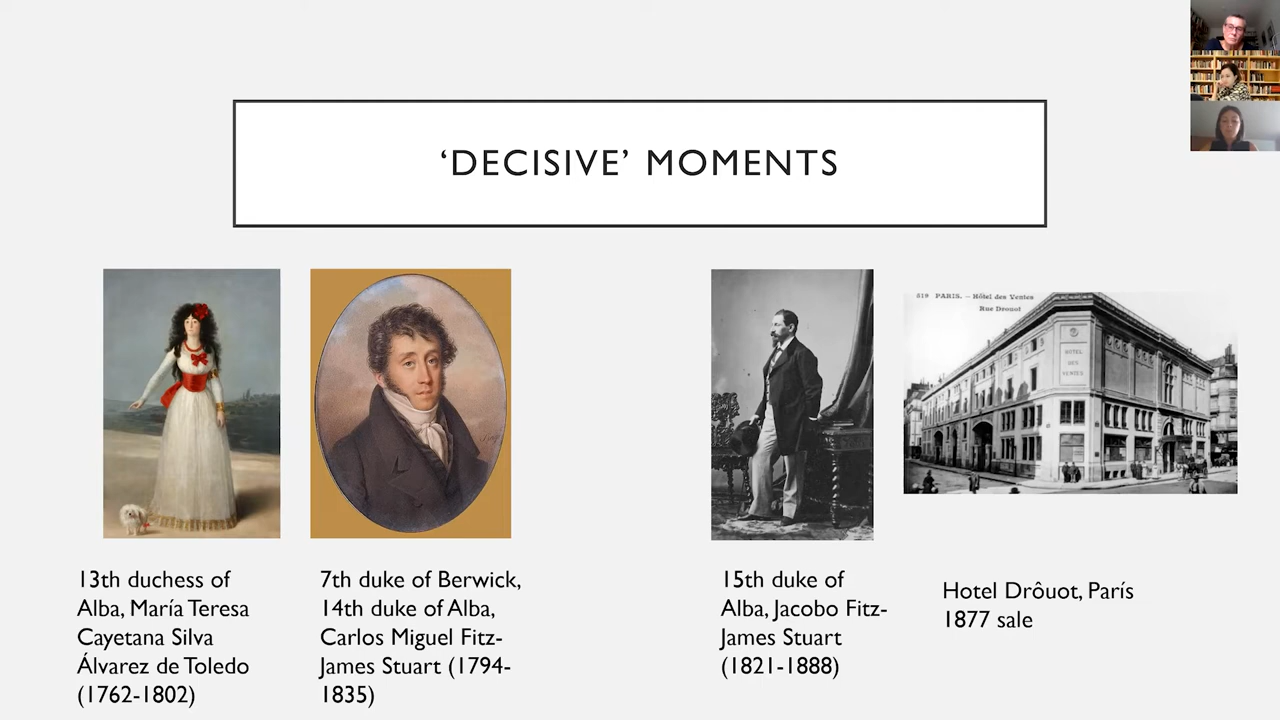 ‘DECISIVE’ MOMENTS
819 PARIS. – Hôtel des Ventes
Rue Drouot
HOTEL
DES
VENTES
13th duchess of
Alba, María Teresa
Cayetana Silva
Álvarez de Toledo
(1762-1802)
7th duke of Berwick,
14th duke of Alba,
Carlos Miguel Fitz-
James Stuart (1794-
1835)
15th duke of
Alba, Jacobo Fitz-
James Stuart
(1821-1888)
Hotel Drôuot, París
1877 sale